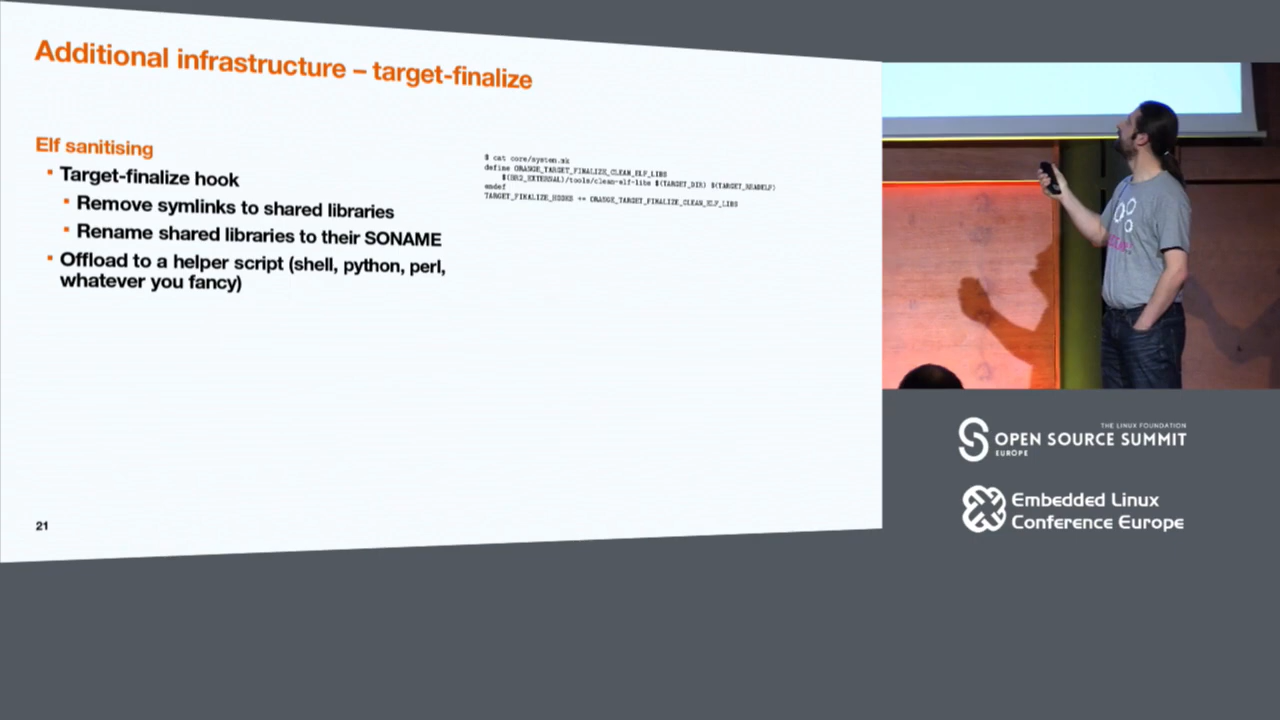 Additional infrastructure – target-finalize
Elf sanitising
Target-finalize hook
Remove symlinks to shared libraries
Rename shared libraries to their SONAME
Offload to a helper script (shell, python, perl,
whatever you fancy)
$ cat core/system.mk
define ORANGE_TARGET_FINALIZE_CLEAN_ELF_LIBS
$(BR2_EXTERNAL)/tools/clean-elf-libs $(TARGET_DIR) $(TARGET_READELF)
endef
TARGET_FINALIZE_HOOKS += ORANGE_TARGET_FINALIZE_CLEAN_ELF_LIBS
21
THE LINUX FOUNDATION
OPEN SOURCE SUMMIT
EUROPE
Embedded Linux
Conference Europe